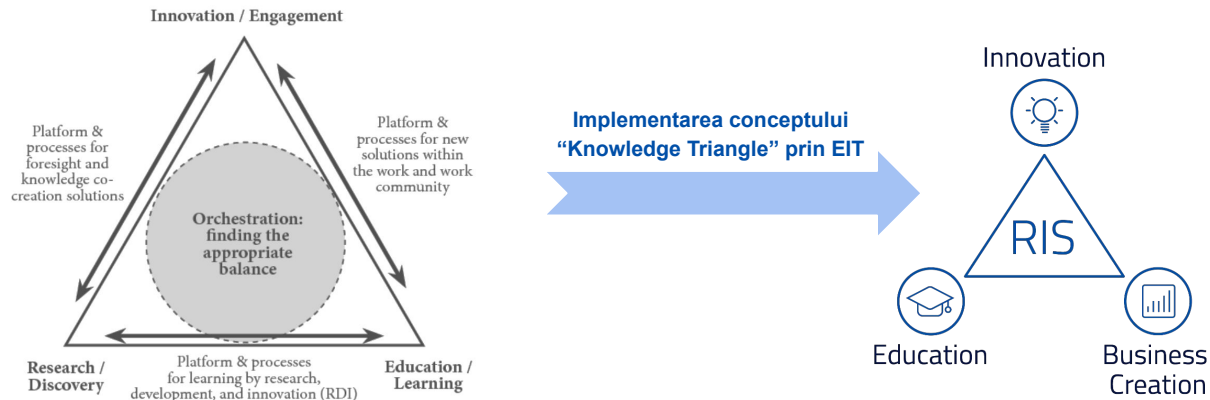 Innovation / Engagement
Platform &
processes for
foresight and
knowledge co-
creation solutions
Platform &
processes for new
solutions within
the work and work
community
Orchestration:
finding the
appropriate
balance
Research /
Discovery
Platform & processes
for learning by research,
development, and innovation (RDI)
Education /
Learning
Implementarea conceptului
“Knowledge Triangle” prin EIT
Innovation
RIS
Education
Business
Creation